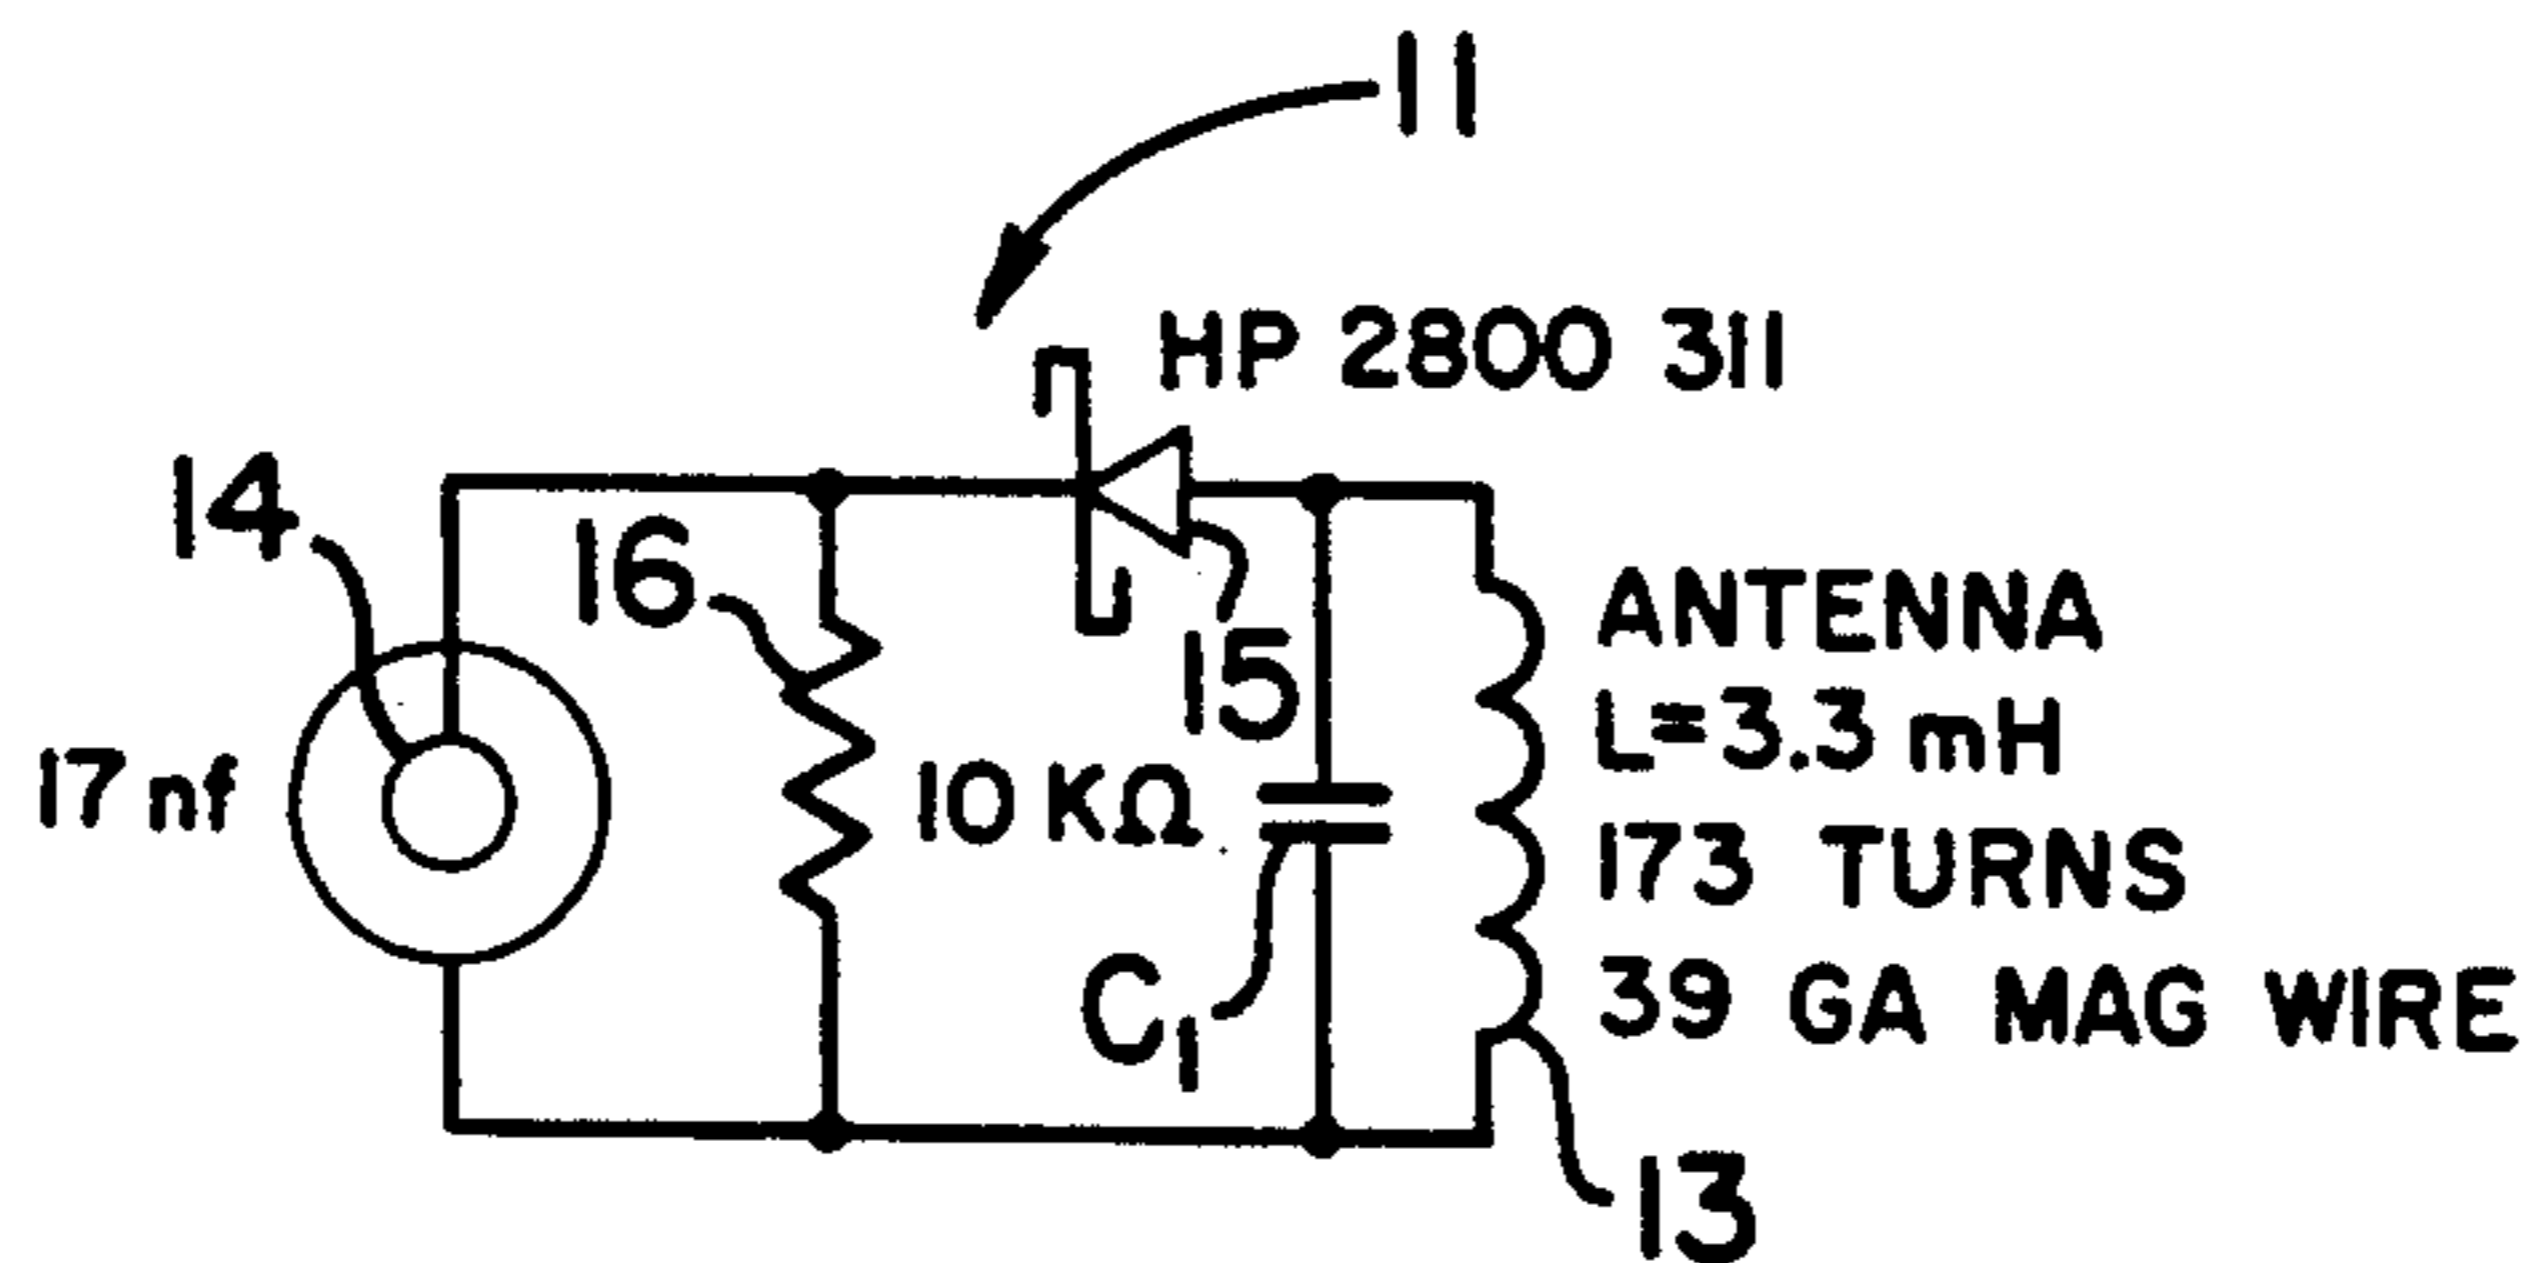 11
HP 2800 311
14
16
15
17 nf
10 KΩ
C1
ANTENNA
L=3.3 mH
173 TURNS
39 GA MAG WIRE
13